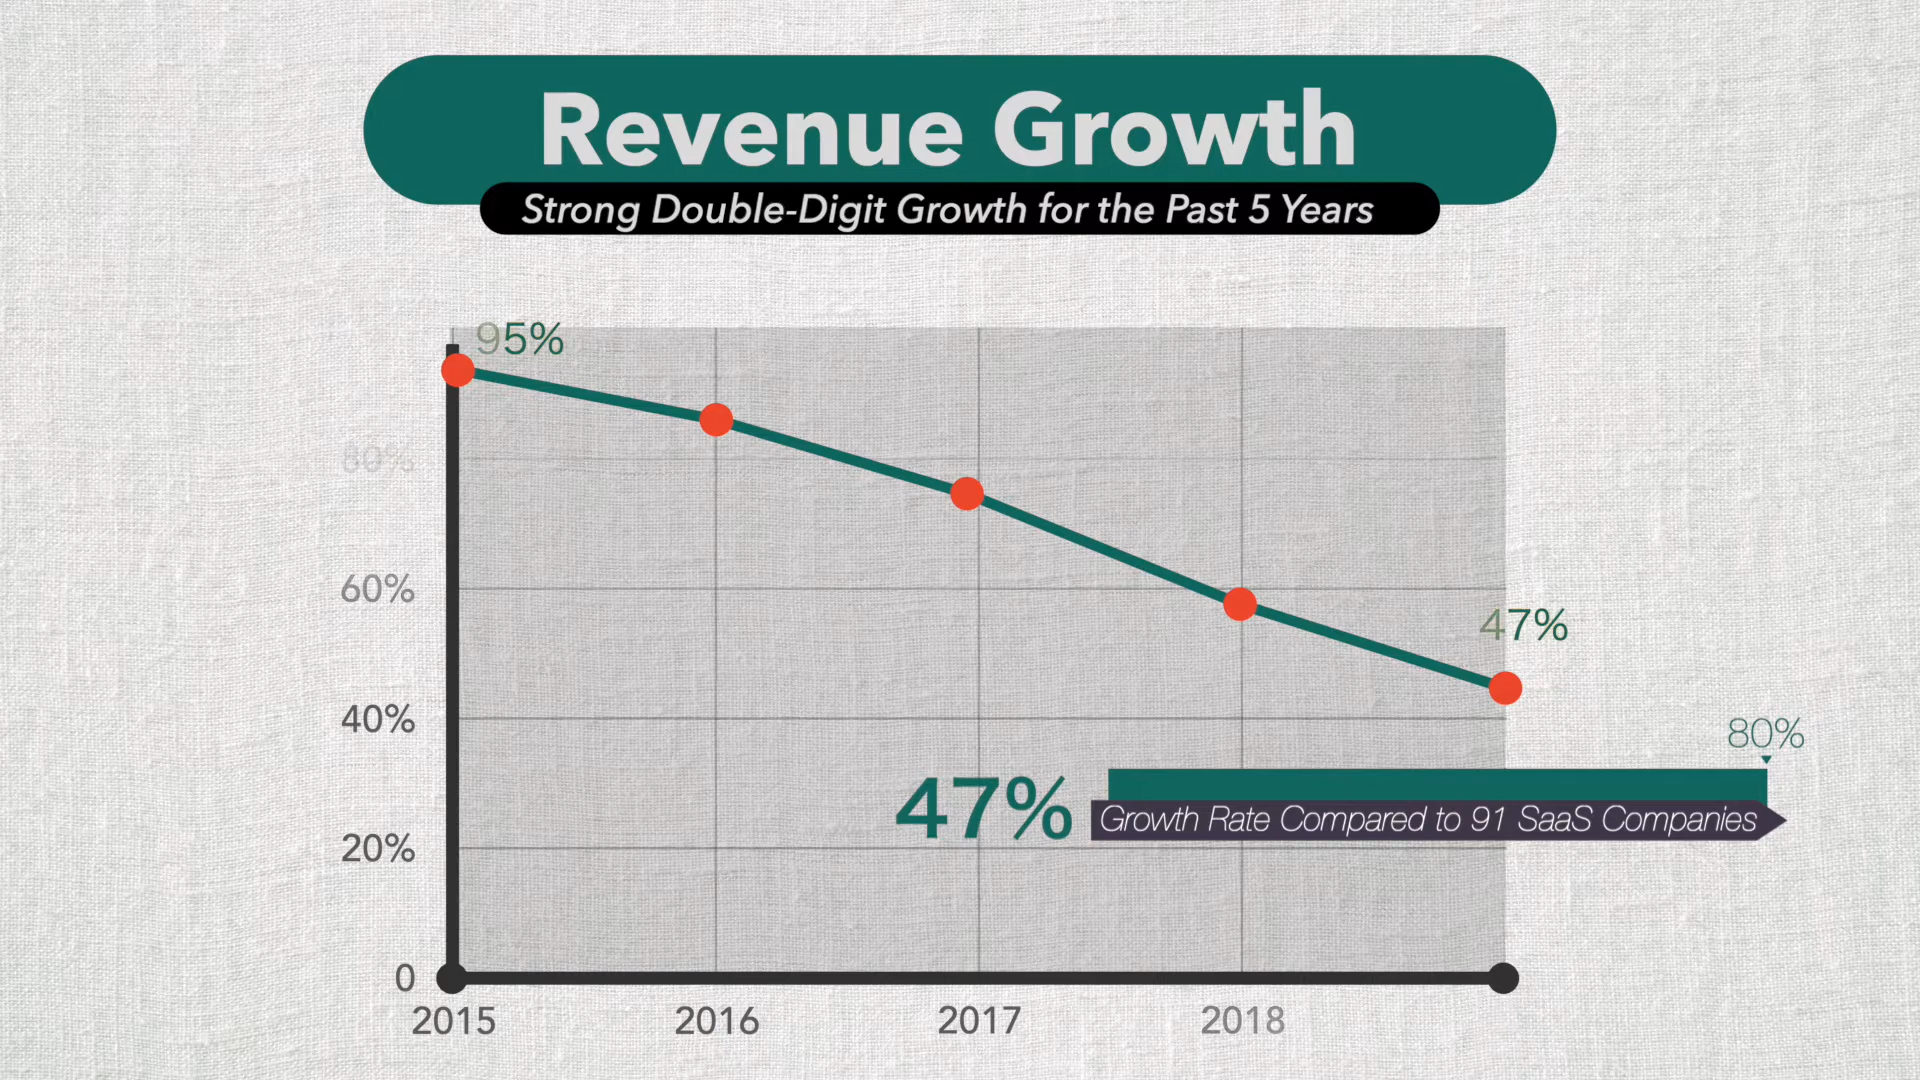 Revenue Growth
Strong Double-Digit Growth for the Past 5 Years
95%
80%
60%
47%
40%
80%
47%
Growth Rate Compared to 91 SaaS Companies
20%
0
2015 2016 2017 2018